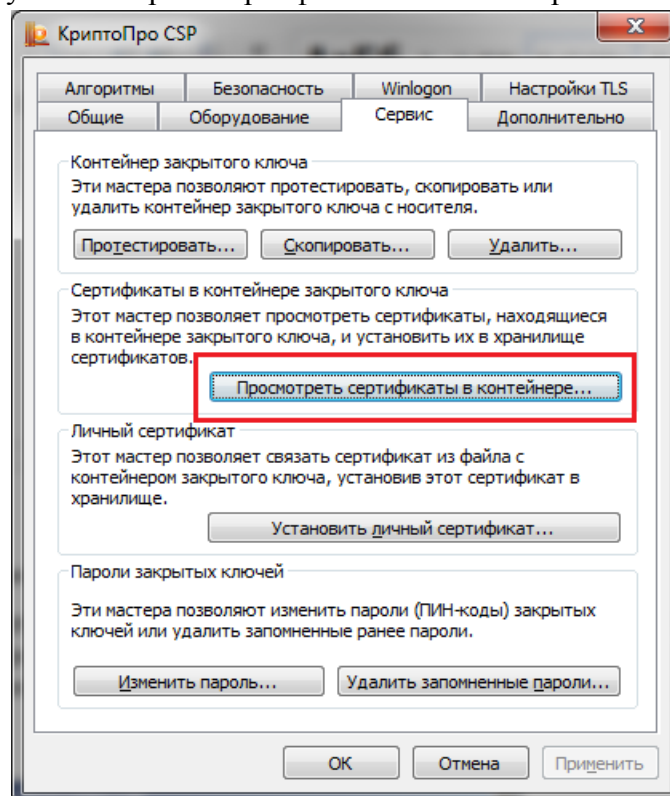 КриптоПро CSP
Алгоритмы Безопасность Winlogon Настройки TLS
Общие Оборудование Сервис Дополнительно
Контейнер закрытого ключа
Эти мастера позволяют протестировать, скопировать или
удалить контейнер закрытого ключа с носителя.
Протестировать... Скопировать... Удалить...
Сертификаты в контейнере закрытого ключа
Этот мастер позволяет просмотреть сертификаты, находящиеся
в контейнере закрытого ключа, и установить их в хранилище
сертификатов.
Просмотреть сертификаты в контейнере...
Личный сертификат
Этот мастер позволяет связать сертификат из файла с
контейнером закрытого ключа, установив этот сертификат в
хранилище.
Установить личный сертификат...
Пароли закрытых ключей
Эти мастера позволяют изменить пароли (ПИН-коды) закрытых
ключей или удалить запомненные ранее пароли.
Изменить пароль... Удалить запомненные пароли...
ОК Отмена Применить